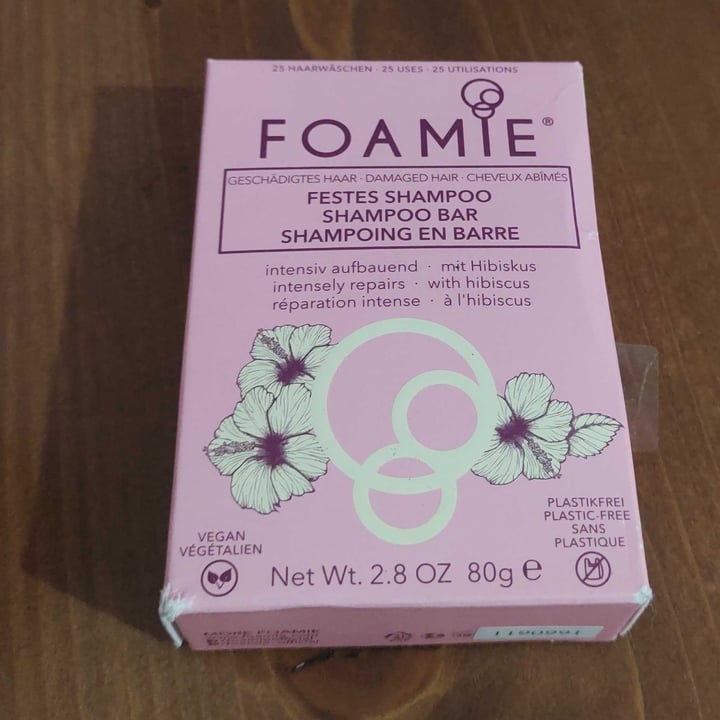 25 HAARWÄSCHEN · 25 USES · 25 UTILISATIONS
FOAMIE®
GESCHÄDIGTES HAAR · DAMAGED HAIR · CHEVEUX ABÎMÉS
FESTES SHAMPOO
SHAMPOO BAR
SHAMPOING EN BARRE
intensiv aufbauend · mit Hibiskus
intensely repairs · with hibiscus
réparation intense · à l'hibiscus
PLASTIKFREI
PLASTIC-FREE
SANS
PLASTIQUE
VEGAN
VÉGÉTALIEN
Net Wt. 2.8 OZ 80g e
MORE FOAMIE